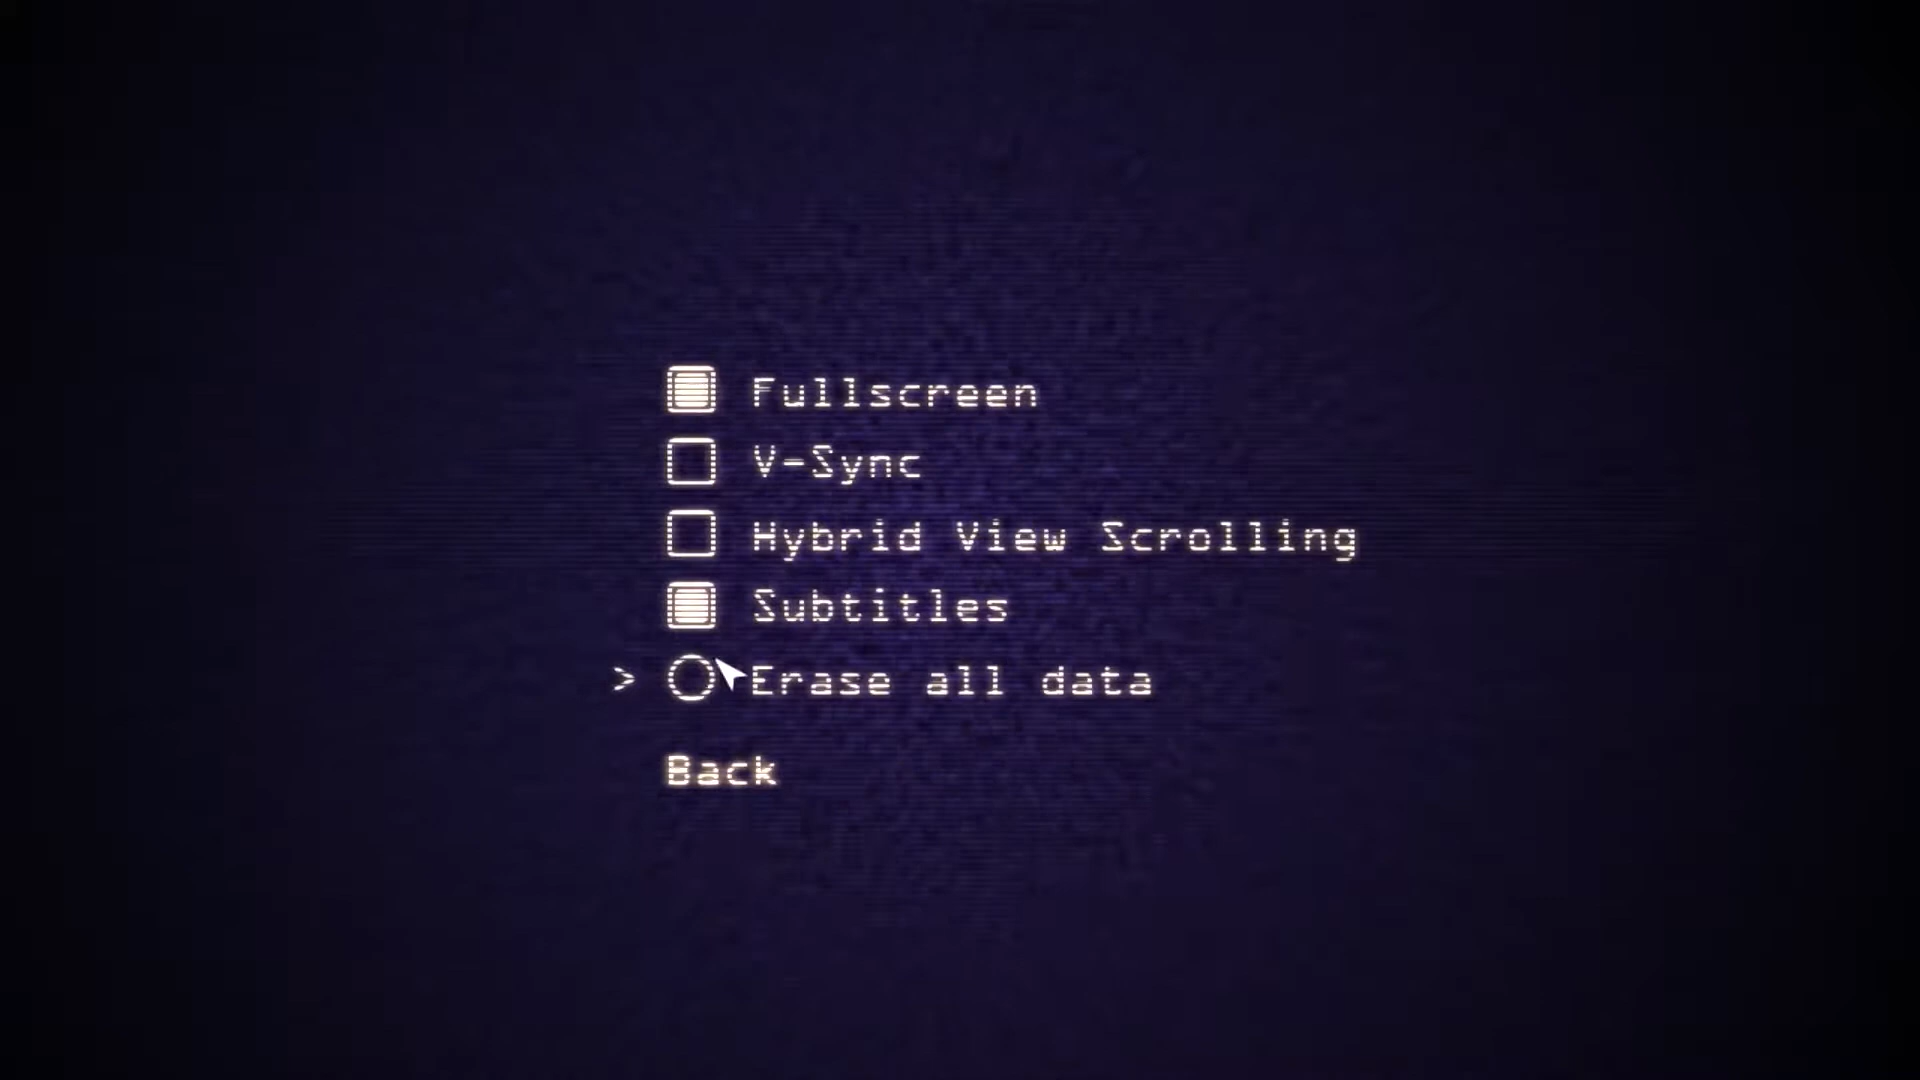 Fullscreen
V-Sync
Hybrid View Scrolling
Subtitles
> Erase all data
Back